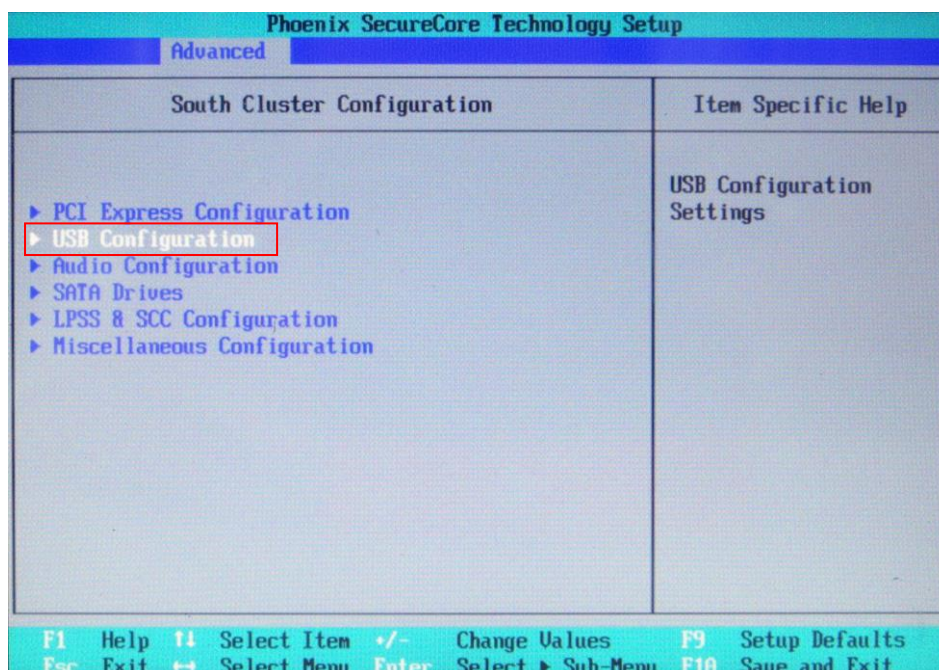 Phoenix SecureCore Technology Setup
Advanced
South Cluster Configuration
Item Specific Help
PCI Express Configuration
USB Configuration
Audio Configuration
SATA Drives
LPSS & SCC Configuration
Miscellaneous Configuration
USB Configuration
Settings
F1 Help ↑↓ Select Item +/- Change Values F9 Setup Defaults
Esc Exit ↔ Select Menu Enter Select ▶ Sub-Menu F10 Save and Exit